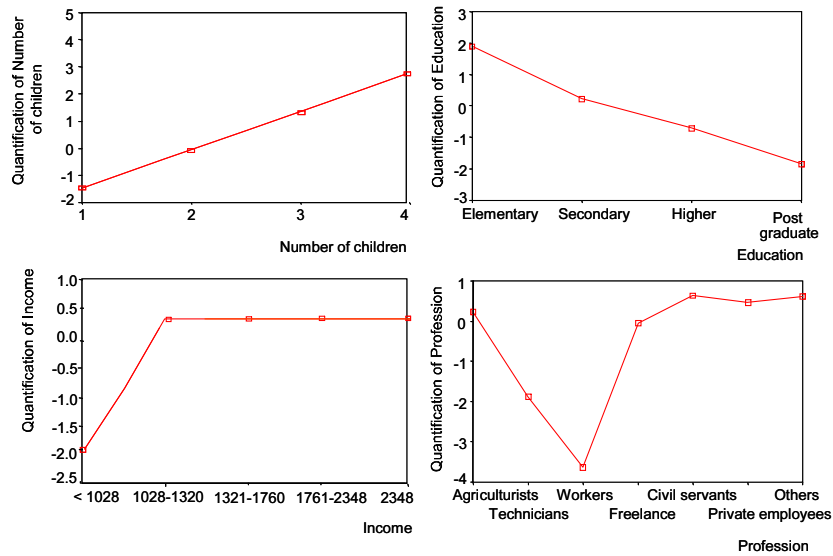 Quantification of Number
of children
5
4
3
2
1
0
-1
-2
1
2
3
4
Number of children
Quantification of Education
3
2
1
0
-1
-2
-3
Elementary
Secondary
Higher
Post
graduate
Education
Quantification of Income
1.0
0.5
0.0
-0.5
-1.0
-1.5
-2.0
-2.5
< 1028
1028-1320
1321-1760
1761-2348
2348
Income
Quantification of Profession
1
0
-1
-2
-3
-4
Agriculturists
Workers
Civil servants
Others
Technicians
Freelance
Private employees
Profession